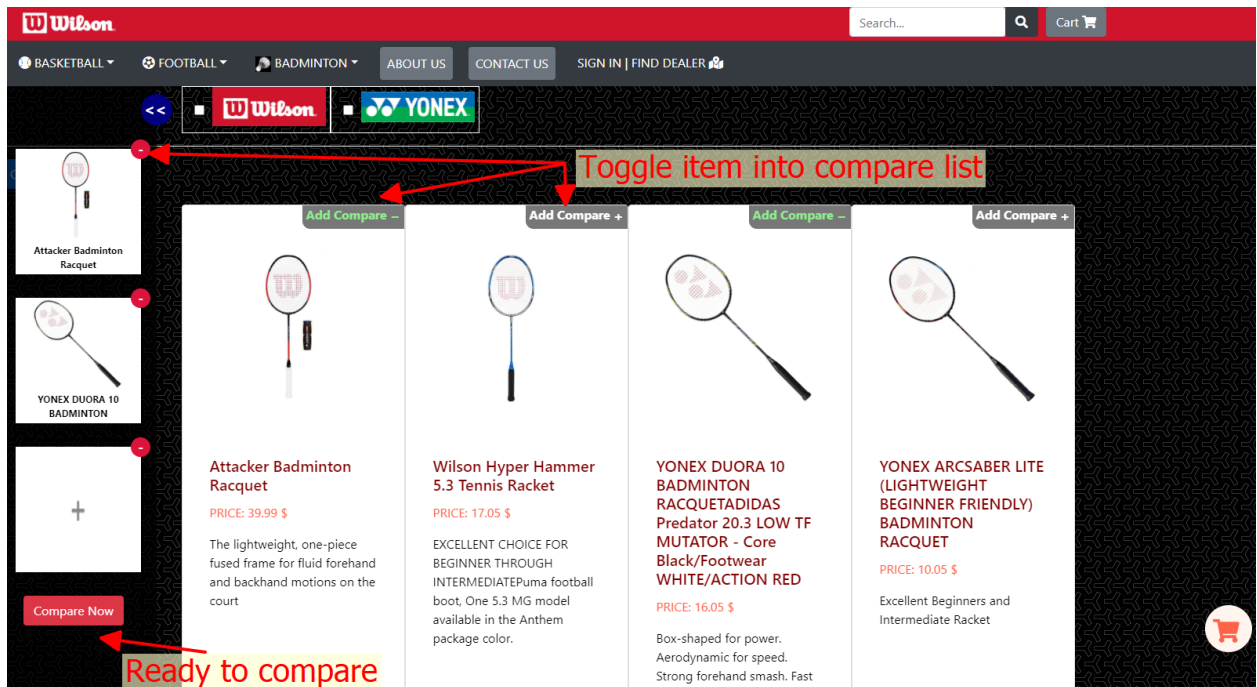 W Wilson.
Search...
Cart
BASKETBALL
FOOTBALL
BADMINTON
ABOUT US
CONTACT US
SIGN IN | FIND DEALER
<<
W Wilson.
YONEX
-
Toggle item into compare list
Attacker Badminton
Racquet
-
YONEX DUORA 10
BADMINTON
-
+
Compare Now
Ready to compare
Add Compare –
Attacker Badminton
Racquet
PRICE: 39.99 $
The lightweight, one-piece
fused frame for fluid forehand
and backhand motions on the
court
Add Compare +
Wilson Hyper Hammer
5.3 Tennis Racket
PRICE: 17.05 $
EXCELLENT CHOICE FOR
BEGINNER THROUGH
INTERMEDIATEPuma football
boot, One 5.3 MG model
available in the Anthem
package color.
Add Compare –
YONEX DUORA 10
BADMINTON
RACQUETADIDAS
Predator 20.3 LOW TF
MUTATOR - Core
Black/Footwear
WHITE/ACTION RED
PRICE: 16.05 $
Box-shaped for power.
Aerodynamic for speed.
Strong forehand smash. Fast
Add Compare +
YONEX ARCSABER LITE
(LIGHTWEIGHT
BEGINNER FRIENDLY)
BADMINTON
RACQUET
PRICE: 10.05 $
Excellent Beginners and
Intermediate Racket